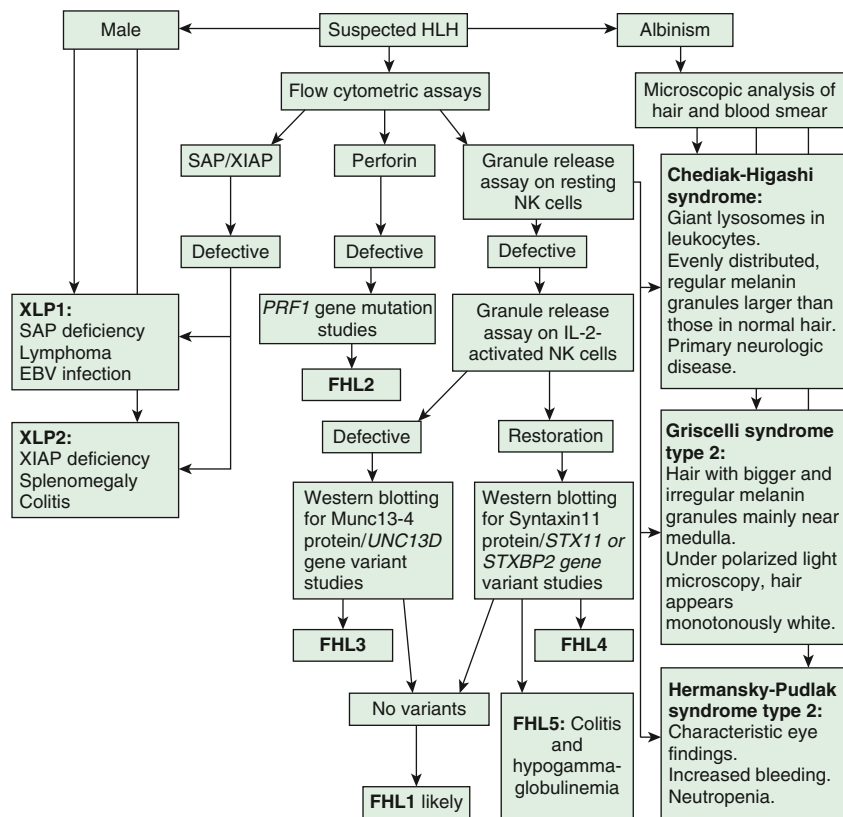 Male
Suspected HLH
Albinism
Flow cytometric assays
Microscopic analysis of
hair and blood smear
SAP/XIAP
Perforin
Granule release
assay on resting
NK cells
Defective
Defective
Defective
XLP1:
SAP deficiency
Lymphoma
EBV infection
PRF1 gene mutation
studies
Granule release
assay on IL-2-
activated NK cells
FHL2
XLP2:
XIAP deficiency
Splenomegaly
Colitis
Defective
Restoration
Western blotting
for Munc13-4
protein/UNC13D
gene variant
studies
Western blotting
for Syntaxin11
protein/STX11 or
STXBP2 gene
variant studies
FHL3
FHL4
No variants
FHL5: Colitis
and
hypogamma-
globulinemia
FHL1 likely
Chediak-Higashi
syndrome:
Giant lysosomes in
leukocytes.
Evenly distributed,
regular melanin
granules larger than
those in normal hair.
Primary neurologic
disease.
Griscelli syndrome
type 2:
Hair with bigger and
irregular melanin
granules mainly near
medulla.
Under polarized light
microscopy, hair
appears
monotonously white.
Hermansky-Pudlak
syndrome type 2:
Characteristic eye
findings.
Increased bleeding.
Neutropenia.